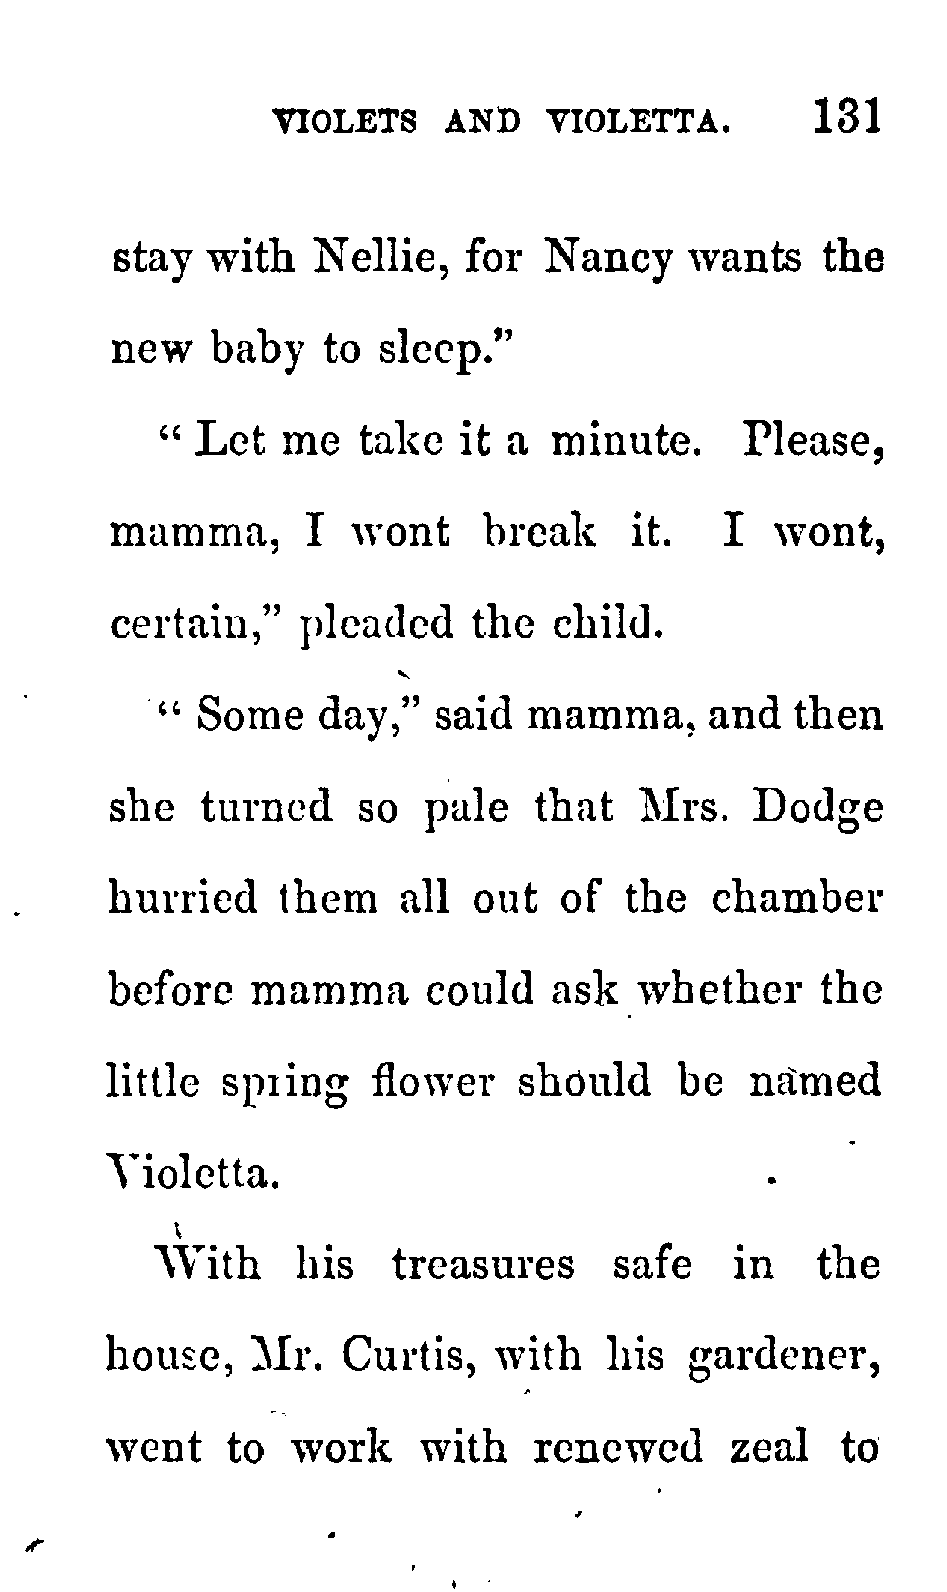 VIOLETS AND VIOLETTA. 131
stay with Nellie, for Nancy wants the
new baby to sleep."
" Let me take it a minute. Please,
mamma, I wont break it. I wont,
certain," pleaded the child.
" Some day," said mamma, and then
she turned so pale that Mrs. Dodge
hurried them all out of the chamber
before mamma could ask whether the
little spring flower should be named
Violetta.
With his treasures safe in the
house, Mr. Curtis, with his gardener,
went to work with renewed zeal to